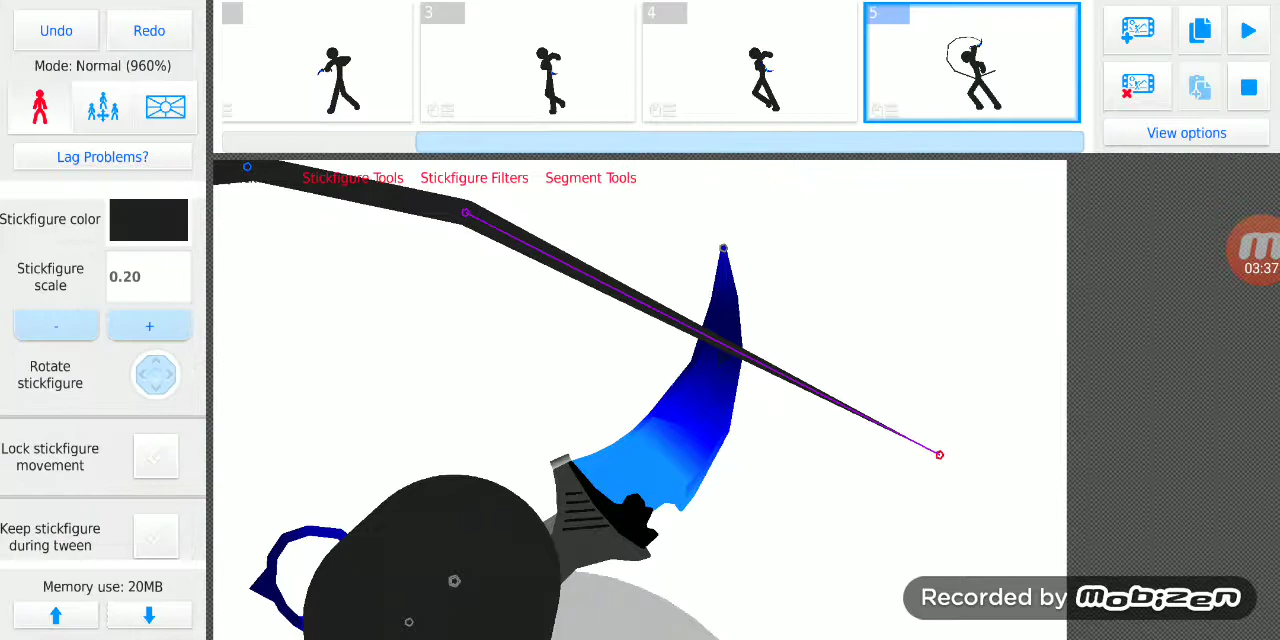 Undo
Redo
Mode: Normal (960%)
Lag Problems?
Stickfigure color
Stickfigure
scale
0.20
-
+
Rotate
stickfigure
Lock stickfigure
movement
Keep stickfigure
during tween
Memory use: 20MB
3
4
5
View options
Stickfigure Tools
Stickfigure Filters
Segment Tools
03:37
Recorded by mobizen